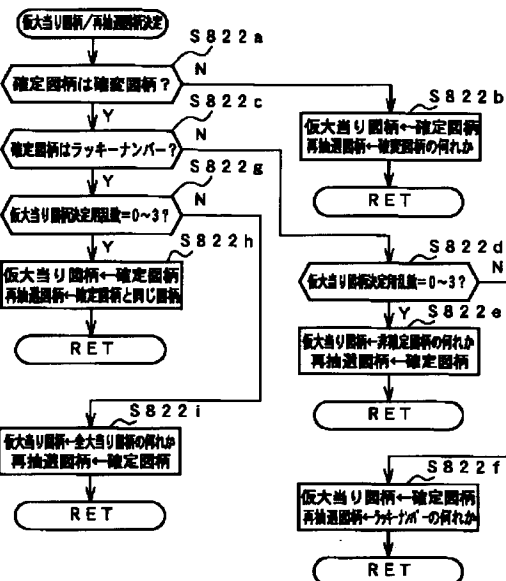 仮大当り図柄/再抽選図柄決定
S822a
確定図柄は確変図柄?
N
Y
S822b
仮大当り図柄←確定図柄
再抽選図柄←確変図柄の何れか
RET
S822c
確定図柄はラッキーナンバー?
N
Y
S822g
仮大当り図柄決定用乱数=0~3?
N
Y
S822h
仮大当り図柄←確定図柄
再抽選図柄←確定図柄と同じ図柄
RET
S822d
仮大当り図柄決定用乱数=0~3?
N
Y
S822e
仮大当り図柄←非確定図柄の何れか
再抽選図柄←確定図柄
RET
S822i
仮大当り図柄←全大当り図柄の何れか
再抽選図柄←確定図柄
RET
S822f
仮大当り図柄←確定図柄
再抽選図柄←ラッキーナンバーの何れか
RET